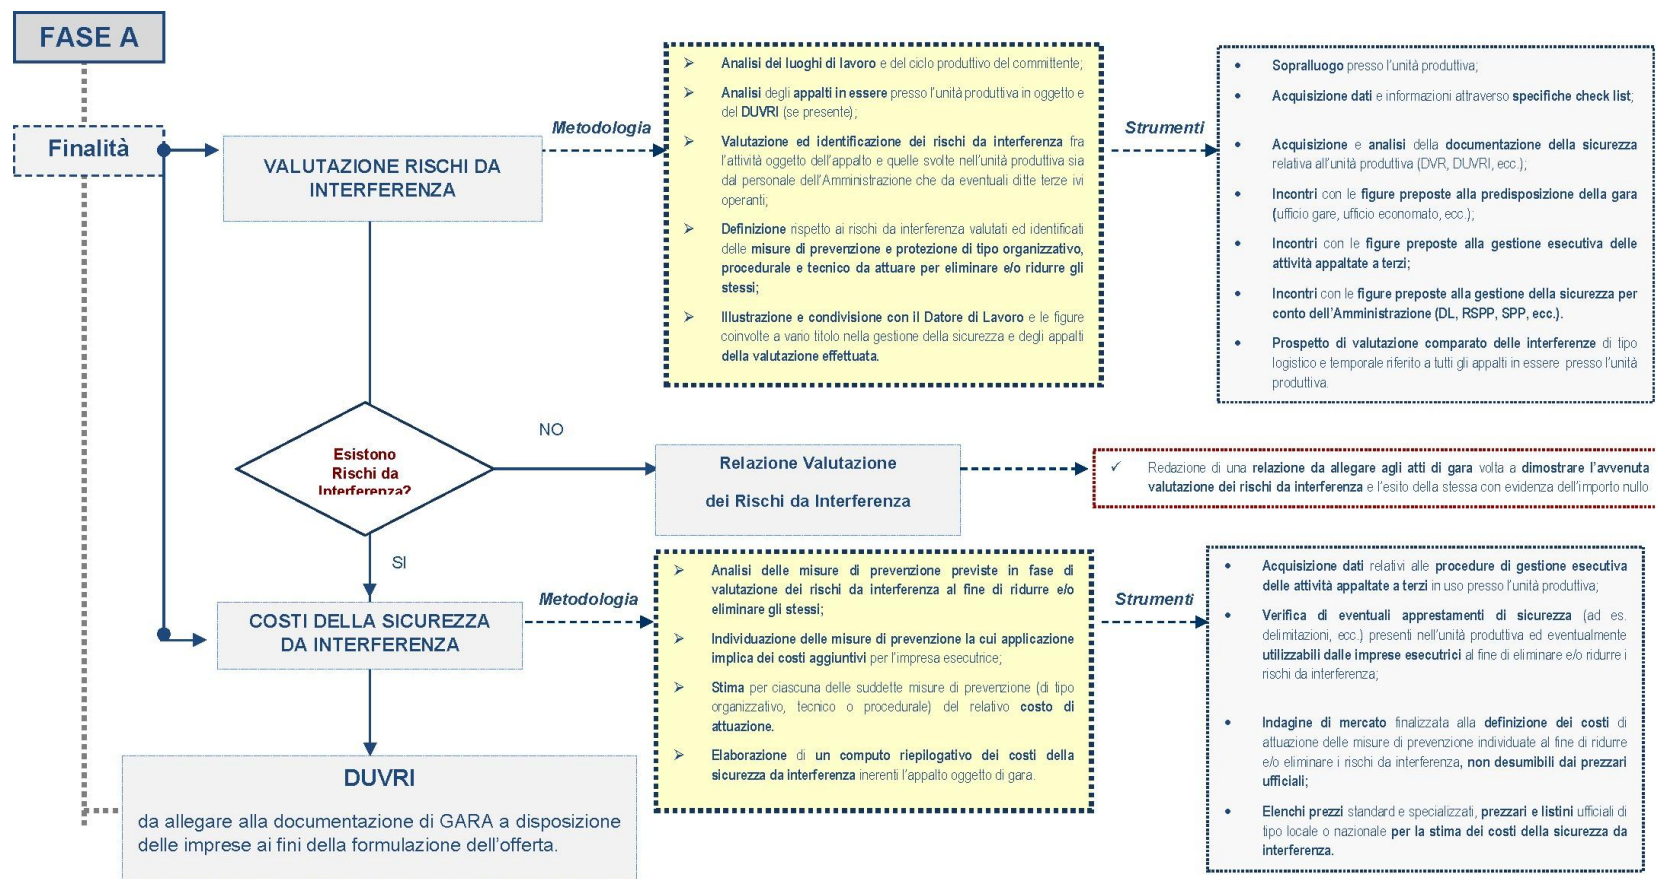 FASE A
Finalità
VALUTAZIONE RISCHI DA
INTERFERENZA
Metodologia
➢ Analisi dei luoghi di lavoro e del ciclo produttivo del committente;
➢ Analisi degli appalti in essere presso l'unità produttiva in oggetto e
del DUVRI (se presente);
➢ Valutazione ed identificazione dei rischi da interferenza fra
l'attività oggetto dell'appalto e quelle svolte nell'unità produttiva sia
dal personale dell'Amministrazione che da eventuali ditte terze ivi
operanti;
➢ Definizione rispetto ai rischi da interferenza valutati ed identificati
delle misure di prevenzione e protezione di tipo organizzativo,
procedurale e tecnico da attuare per eliminare e/o ridurre gli
stessi;
➢ Illustrazione e condivisione con il Datore di Lavoro e le figure
coinvolte a vario titolo nella gestione della sicurezza e degli appalti
della valutazione effettuata.
Strumenti
• Sopralluogo presso l'unità produttiva;
• Acquisizione dati e informazioni attraverso specifiche check list;
• Acquisizione e analisi della documentazione della sicurezza
relativa all'unità produttiva (DVR, DUVRI, ecc.);
• Incontri con le figure preposte alla predisposizione della gara
(ufficio gare, ufficio economato, ecc.);
• Incontri con le figure preposte alla gestione esecutiva delle
attività appaltate a terzi;
• Incontri con le figure preposte alla gestione della sicurezza per
conto dell'Amministrazione (DL, RSPP, SPP, ecc.).
• Prospetto di valutazione comparato delle interferenze di tipo
logistico e temporale riferito a tutti gli appalti in essere presso l'unità
produttiva.
Esistono
Rischi da
Interferenza?
NO
Relazione Valutazione
dei Rischi da Interferenza
✓ Redazione di una relazione da allegare agli atti di gara volta a dimostrare l'avvenuta
valutazione dei rischi da interferenza e l'esito della stessa con evidenza dell'importo nullo
SI
COSTI DELLA SICUREZZA
DA INTERFERENZA
Metodologia
➢ Analisi delle misure di prevenzione previste in fase di
valutazione dei rischi da interferenza al fine di ridurre e/o
eliminare gli stessi;
➢ Individuazione delle misure di prevenzione la cui applicazione
implica dei costi aggiuntivi per l'impresa esecutrice;
➢ Stima per ciascuna delle suddette misure di prevenzione (di tipo
organizzativo, tecnico o procedurale) del relativo costo di
attuazione.
➢ Elaborazione di un computo riepilogativo dei costi della
sicurezza da interferenza inerenti l'appalto oggetto di gara.
Strumenti
• Acquisizione dati relativi alle procedure di gestione esecutiva
delle attività appaltate a terzi in uso presso l'unità produttiva;
• Verifica di eventuali apprestamenti di sicurezza (ad es.
delimitazioni, ecc.) presenti nell'unità produttiva ed eventualmente
utilizzabili dalle imprese esecutrici al fine di eliminare e/o ridurre i
rischi da interferenza;
• Indagine di mercato finalizzata alla definizione dei costi di
attuazione delle misure di prevenzione individuate al fine di ridurre
e/o eliminare i rischi da interferenza, non desumibili dai prezzari
ufficiali;
• Elenchi prezzi standard e specializzati, prezzari e listini ufficiali di
tipo locale o nazionale per la stima dei costi della sicurezza da
interferenza.
DUVRI
da allegare alla documentazione di GARA a disposizione
delle imprese ai fini della formulazione dell'offerta.